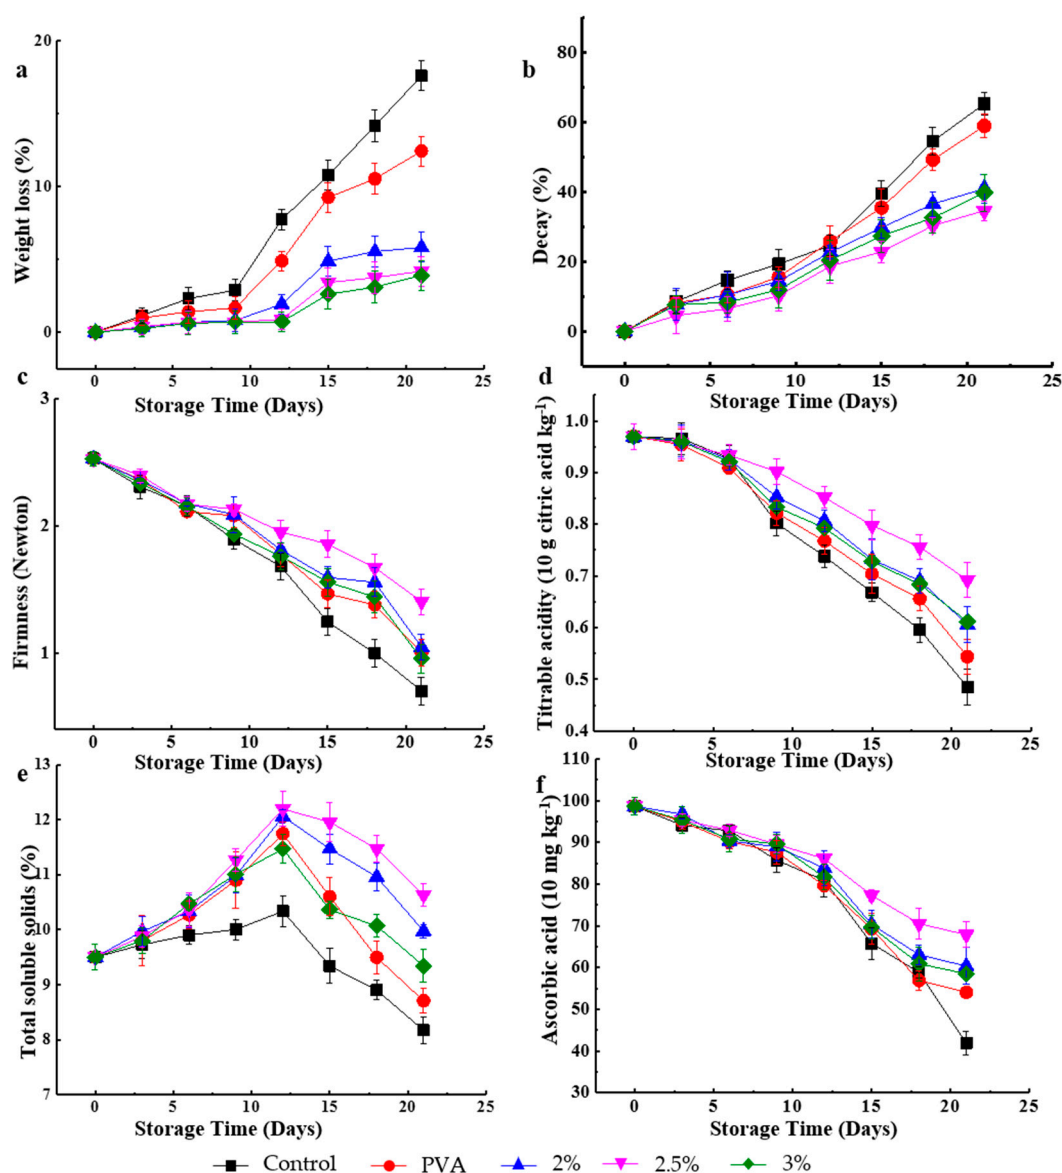 a
Weight loss (%)
20
10
0
0 5 10 15 20 25
Storage Time (Days)
b
Decay (%)
80
60
40
20
0
0 5 10 15 20 25
Storage Time (Days)
c
Firmness (Newton)
3
2
1
0 5 10 15 20 25
Storage Time (Days)
d
Titrable acidity (10 g citric acid kg⁻¹)
1.0
0.9
0.8
0.7
0.6
0.5
0.4
0 5 10 15 20 25
Storage Time (Days)
e
Total soluble solids (%)
13
12
11
10
9
8
7
0 5 10 15 20 25
Storage Time (Days)
f
Ascorbic acid (10 mg kg⁻¹)
110
100
90
80
70
60
50
40
30
0 5 10 15 20 25
Storage Time (Days)
Control PVA 2% 2.5% 3%